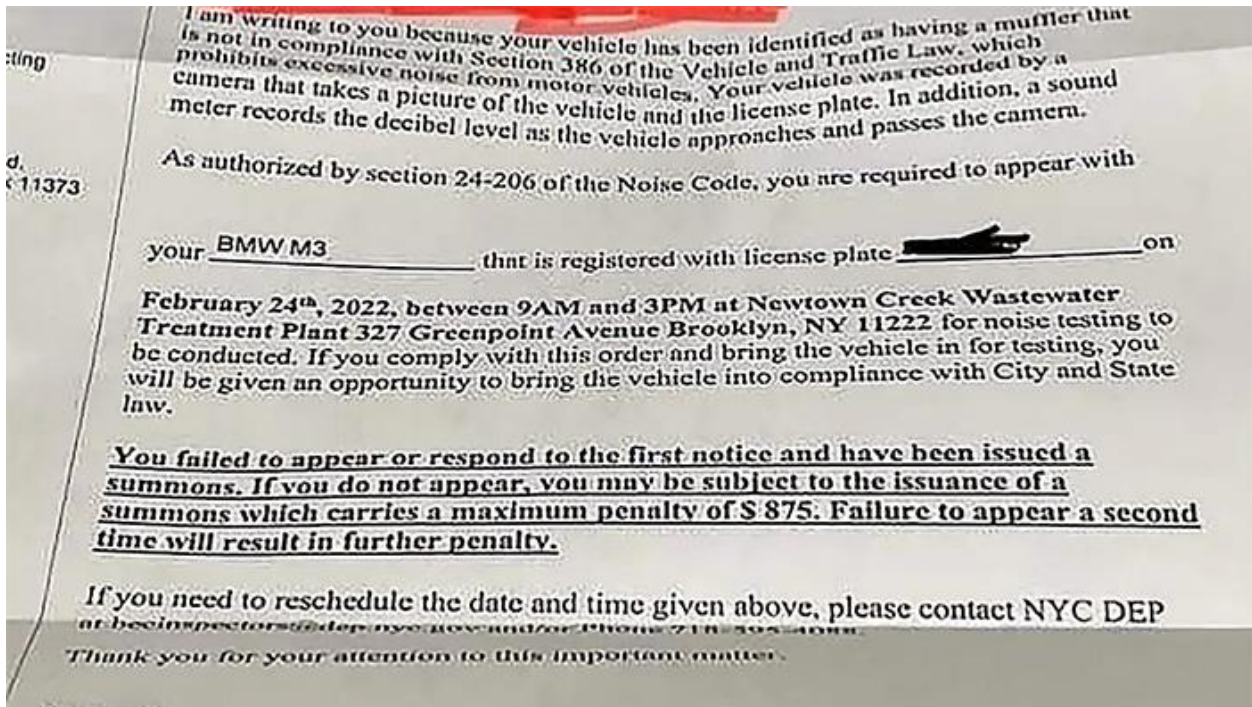 I am writing to you because your vehicle has been identified as having a muffler that
is not in compliance with Section 386 of the Vehicle and Traffic Law, which
prohibits excessive noise from motor vehicles. Your vehicle was recorded by a
camera that takes a picture of the vehicle and the license plate. In addition, a sound
meter records the decibel level as the vehicle approaches and passes the camera.
cting
d.
11373
As authorized by section 24-206 of the Noise Code, you are required to appear with
your BMW M3 that is registered with license plate on
February 24th, 2022, between 9AM and 3PM at Newtown Creek Wastewater
Treatment Plant 327 Greenpoint Avenue Brooklyn, NY 11222 for noise testing to
be conducted. If you comply with this order and bring the vehicle in for testing, you
will be given an opportunity to bring the vehicle into compliance with City and State
law.
You failed to appear or respond to the first notice and have been issued a
summons. If you do not appear, you may be subject to the issuance of a
summons which carries a maximum penalty of $ 875. Failure to appear a second
time will result in further penalty.
If you need to reschedule the date and time given above, please contact NYC DEP
at becinspectors@dep.nyc.gov and/or Phone
Thank you for your attention to this important matter.